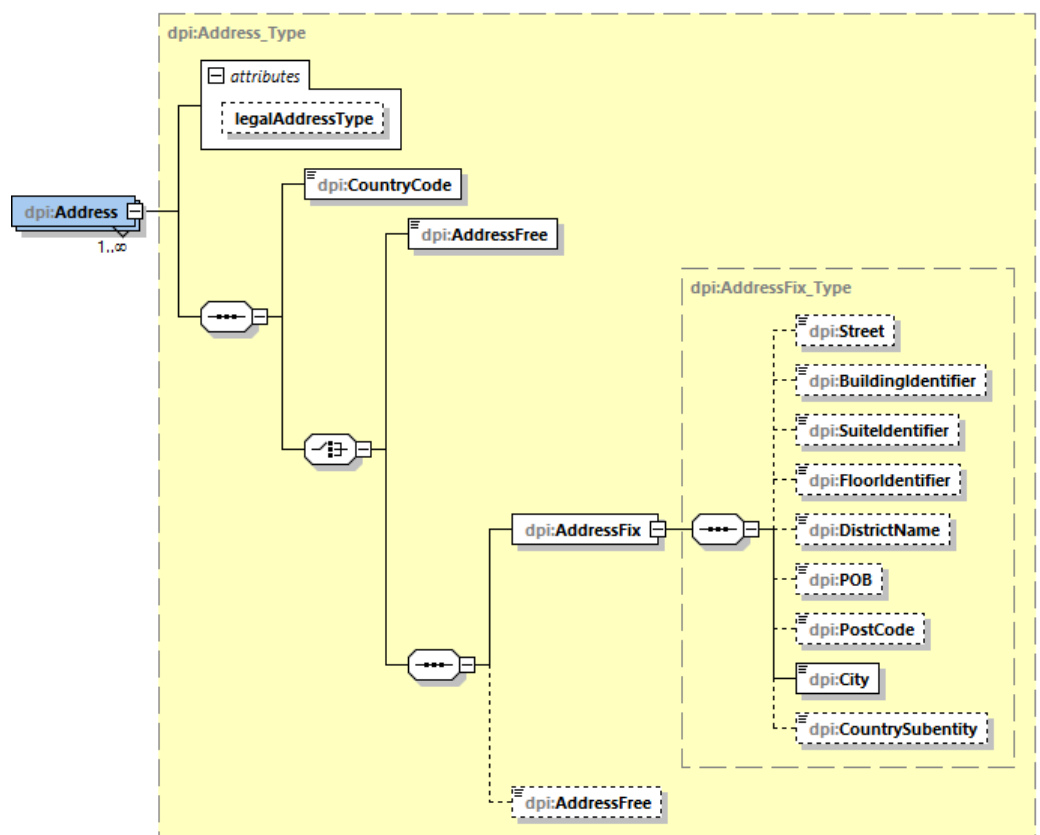 dpi:Address_Type
attributes
legalAddressType
dpi:CountryCode
dpi:Address
1..∞
dpi:AddressFree
dpi:AddressFix_Type
dpi:Street
dpi:BuildingIdentifier
dpi:SuiteIdentifier
dpi:FloorIdentifier
dpi:AddressFix
dpi:DistrictName
dpi:POB
dpi:PostCode
dpi:City
dpi:CountrySubentity
dpi:AddressFree